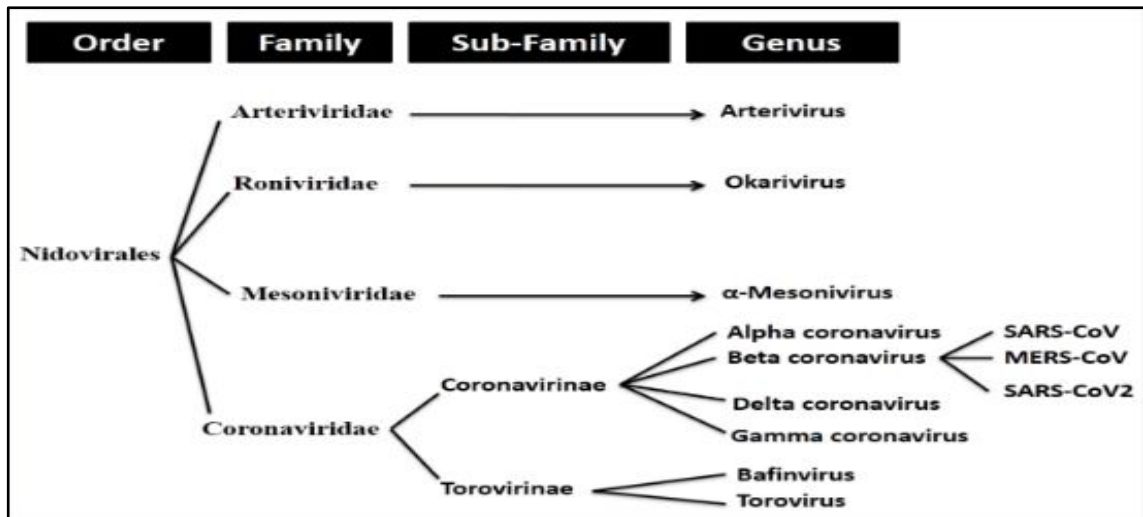 Order Family Sub-Family Genus
Arteriviridae Arterivirus
Roniviridae Okarivirus
Nidovirales
Mesoniviridae α-Mesonivirus
Alpha coronavirus SARS-CoV
Beta coronavirus MERS-CoV
Coronavirinae
SARS-CoV2
Delta coronavirus
Coronaviridae
Gamma coronavirus
Bafinvirus
Torovirinae
Torovirus